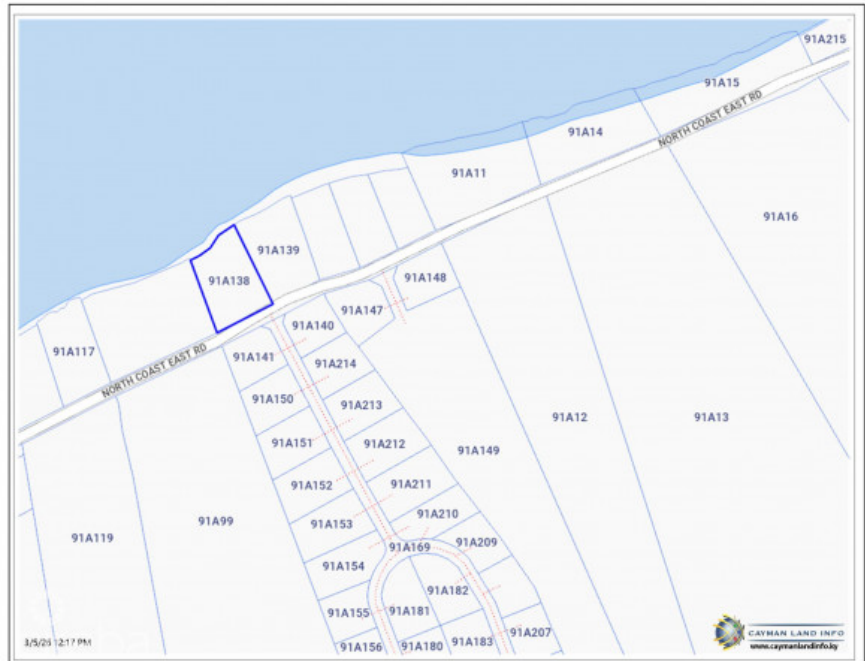 91A215
91A15
NORTH COAST EAST RD
91A14
91A11
91A16
91A139
91A138
91A148
91A147
91A140
91A117
91A141
NORTH COAST EAST RD
91A214
91A150
91A213
91A12
91A13
91A151
91A212
91A149
91A152
91A211
91A210
91A99
91A153
91A119
91A209
91A169
91A154
91A182
91A155
91A181
91A207
91A156
91A180
91A183
3/5/26 12:17 PM
CAYMAN LAND INFO
www.caymanlandinfo.ky